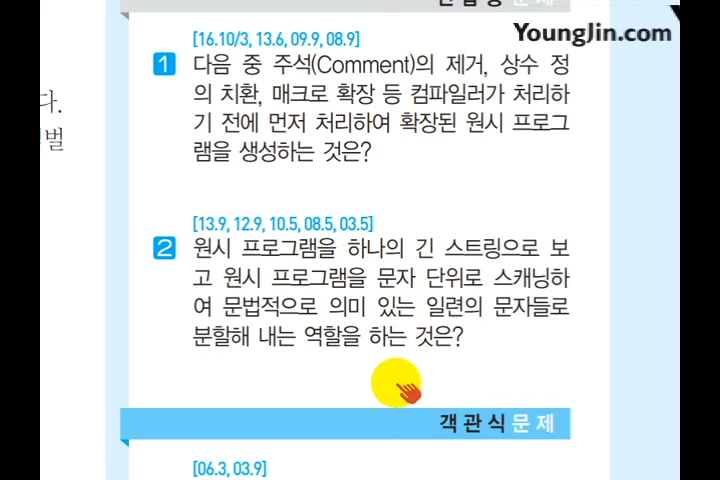 YoungJin.com
다.
벌
[16.10/3, 13.6, 09.9, 08.9]
1 다음 중 주석(Comment)의 제거, 상수 정
의 치환, 매크로 확장 등 컴파일러가 처리하
기 전에 먼저 처리하여 확장된 원시 프로그
램을 생성하는 것은?
[13.9, 12.9, 10.5, 08.5, 03.5]
2 원시 프로그램을 하나의 긴 스트링으로 보
고 원시 프로그램을 문자 단위로 스캐닝하
여 문법적으로 의미 있는 일련의 문자들로
분할해 내는 역할을 하는 것은?
객관식 문제
[06.3, 03.9]